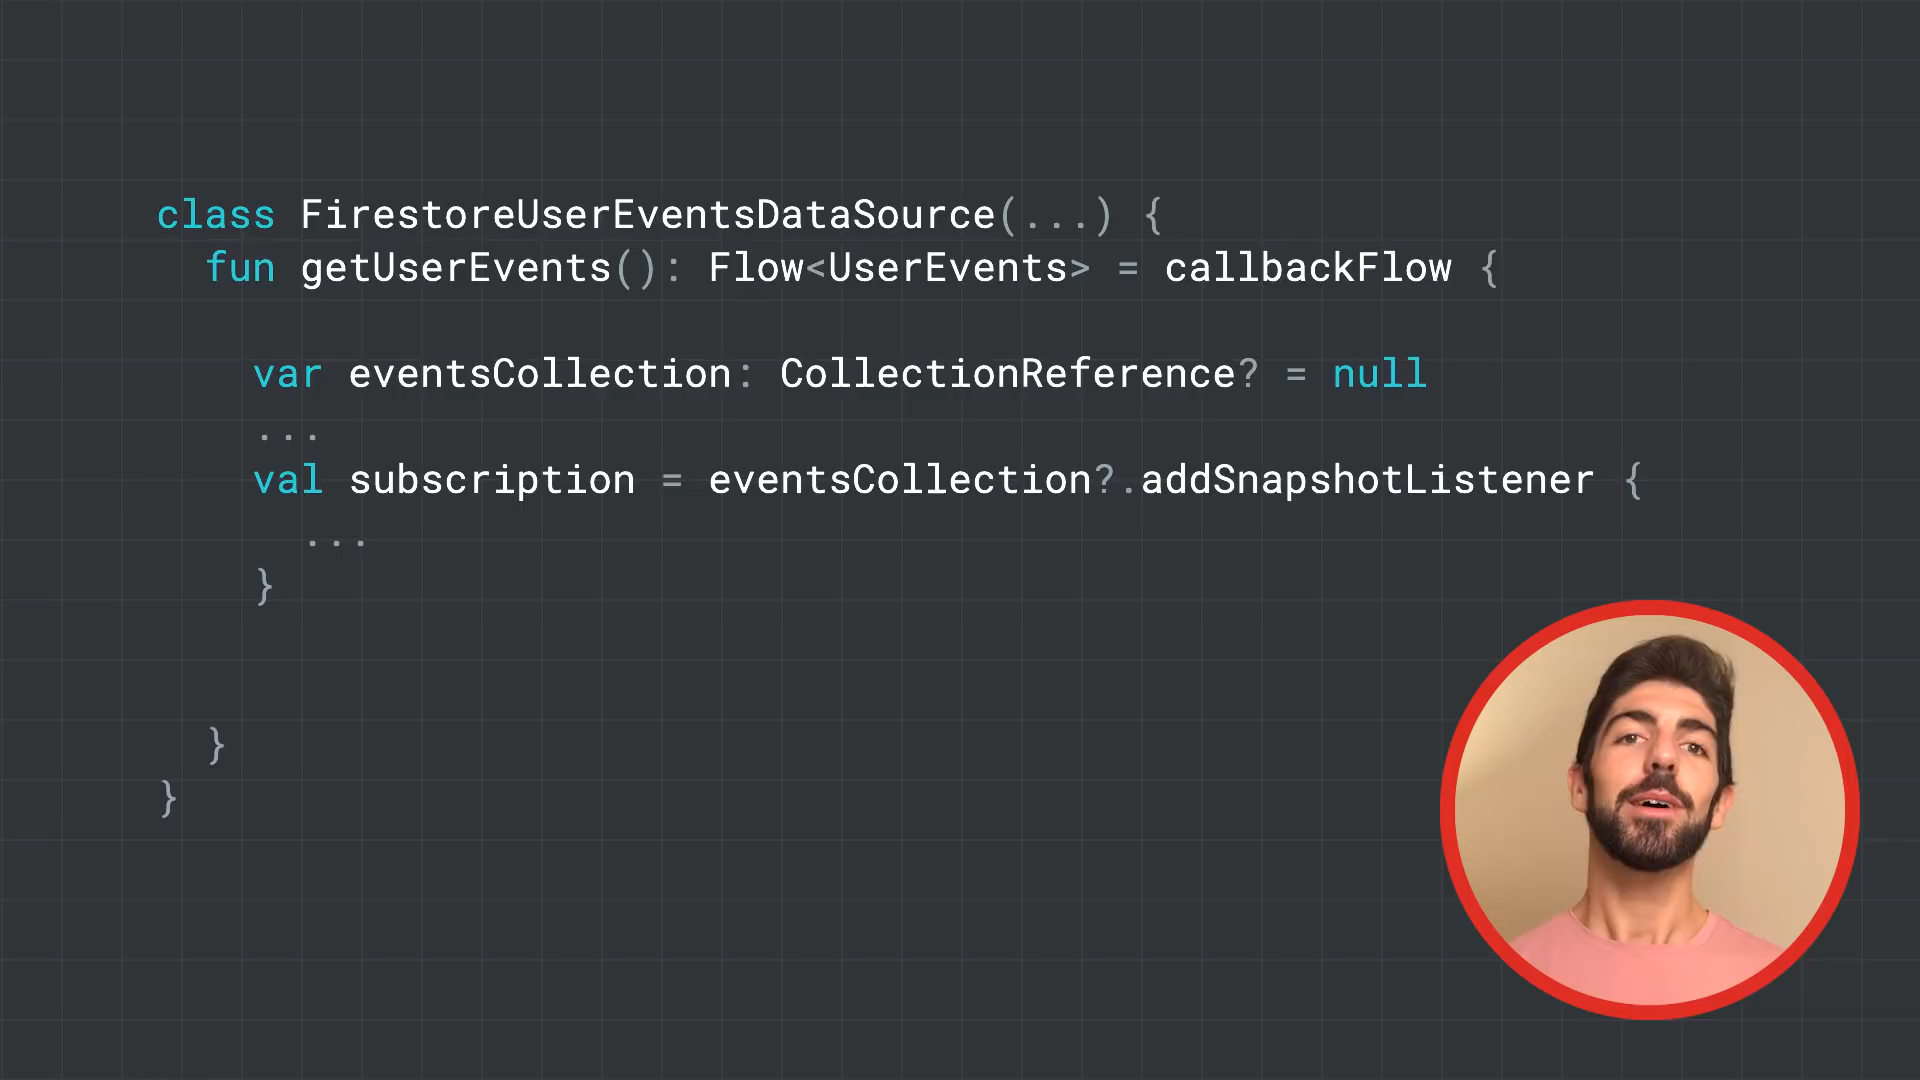 class FirestoreUserEventsDataSource(...) {
fun getUserEvents(): Flow<UserEvents> = callbackFlow {
var eventsCollection: CollectionReference? = null
...
val subscription = eventsCollection?.addSnapshotListener {
...
}
}
}